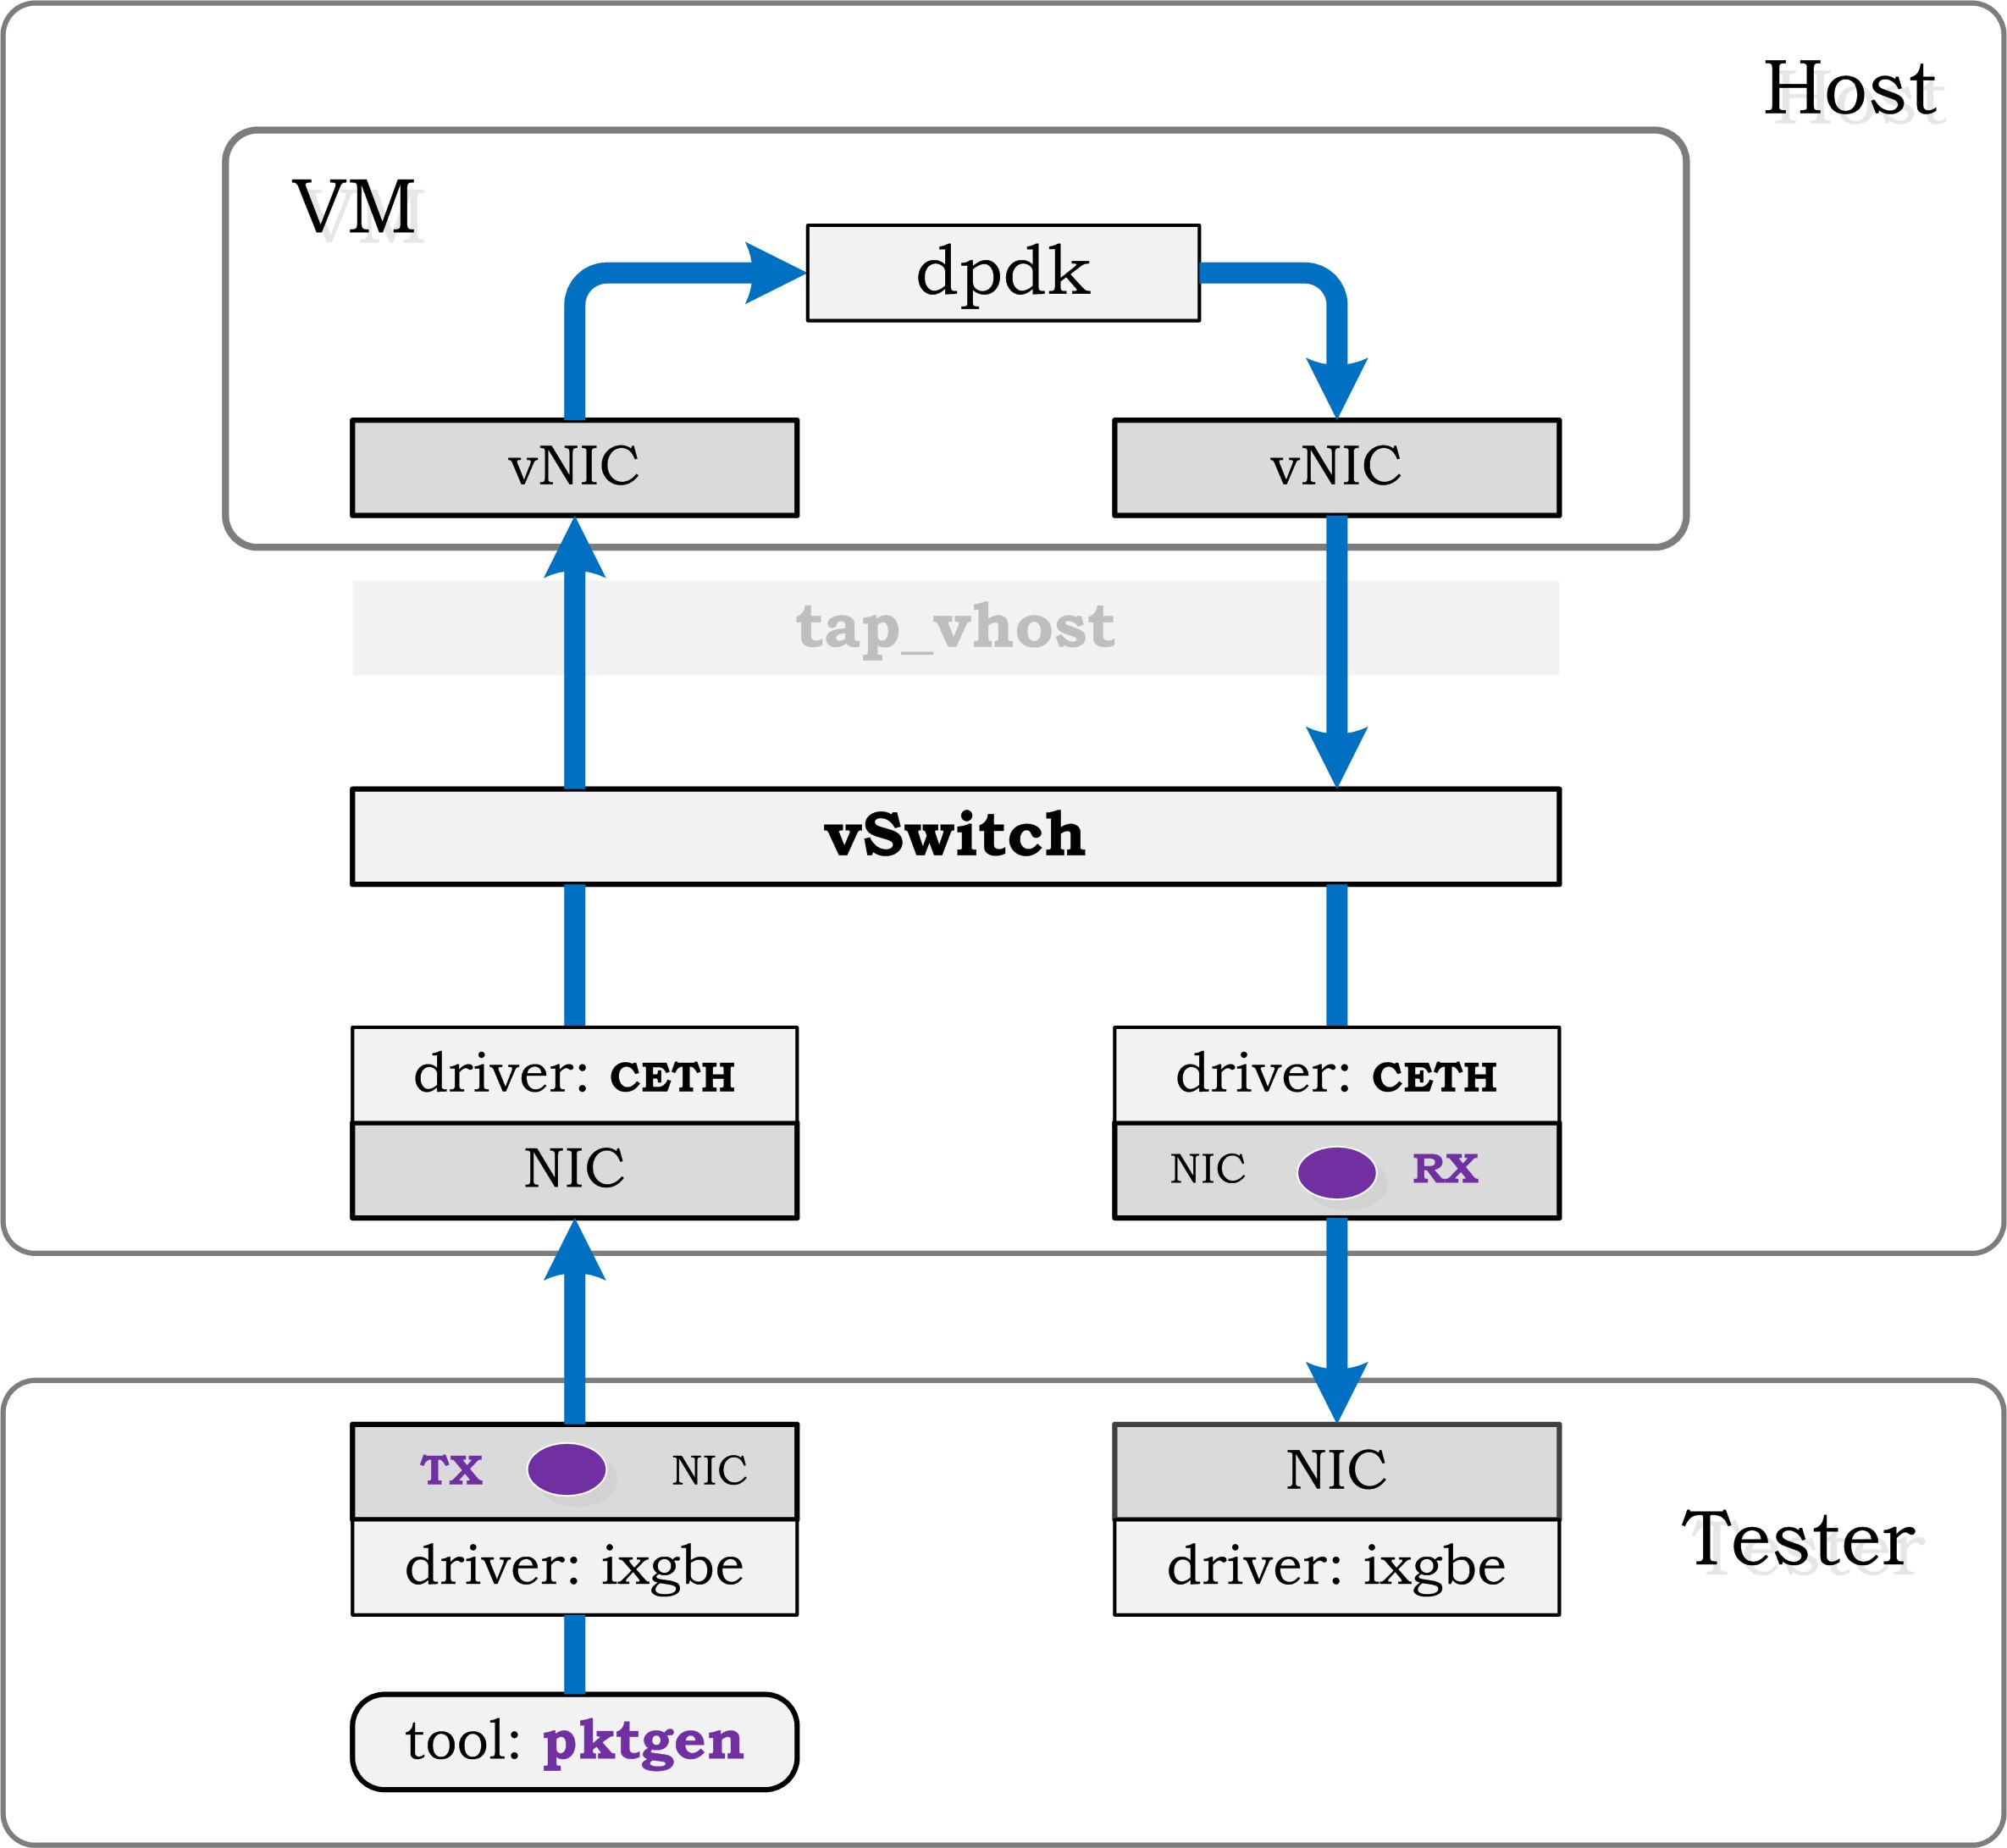 Host
VM
dpdk
vNIC
vNIC
tap_vhost
vSwitch
driver: CETH
driver: CETH
NIC
NIC RX
TX NIC
NIC
driver: ixgbe
driver: ixgbe
Tester
tool: pktgen